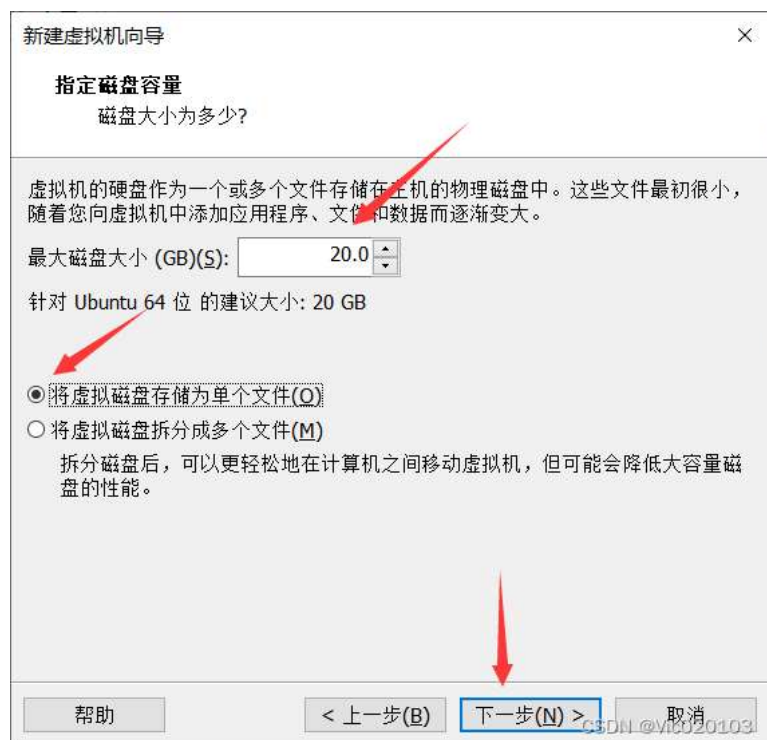 新建虚拟机向导
指定磁盘容量
磁盘大小为多少?
虚拟机的硬盘作为一个或多个文件存储在主机的物理磁盘中。这些文件最初很小，
随着您向虚拟机中添加应用程序、文件和数据而逐渐变大。
最大磁盘大小 (GB)(S): 20.0
针对 Ubuntu 64 位 的建议大小: 20 GB
将虚拟磁盘存储为单个文件(O)
将虚拟磁盘拆分成多个文件(M)
拆分磁盘后，可以更轻松地在计算机之间移动虚拟机，但可能会降低大容量磁
盘的性能。
帮助 < 上一步(B) 下一步(N) > 取消
CSDN @Vic020103